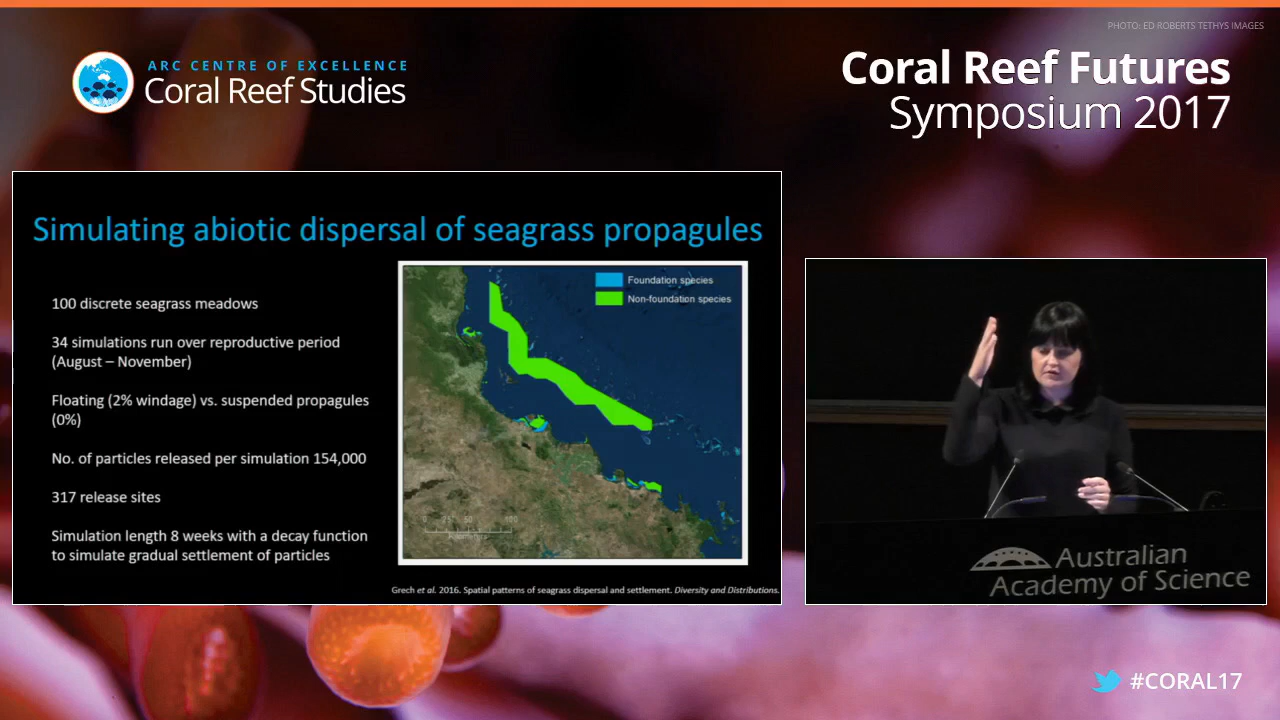 PHOTO: ED ROBERTS TETHYS IMAGES
ARC CENTRE OF EXCELLENCE
Coral Reef Studies
Coral Reef Futures
Symposium 2017
Simulating abiotic dispersal of seagrass propagules
100 discrete seagrass meadows
34 simulations run over reproductive period
(August – November)
Floating (2% windage) vs. suspended propagules
(0%)
No. of particles released per simulation 154,000
317 release sites
Simulation length 8 weeks with a decay function
to simulate gradual settlement of particles
Foundation species
Non-foundation species
Grech et al. 2016. Spatial patterns of seagrass dispersal and settlement. Diversity and Distributions.
Australian
Academy of Science
#CORAL17